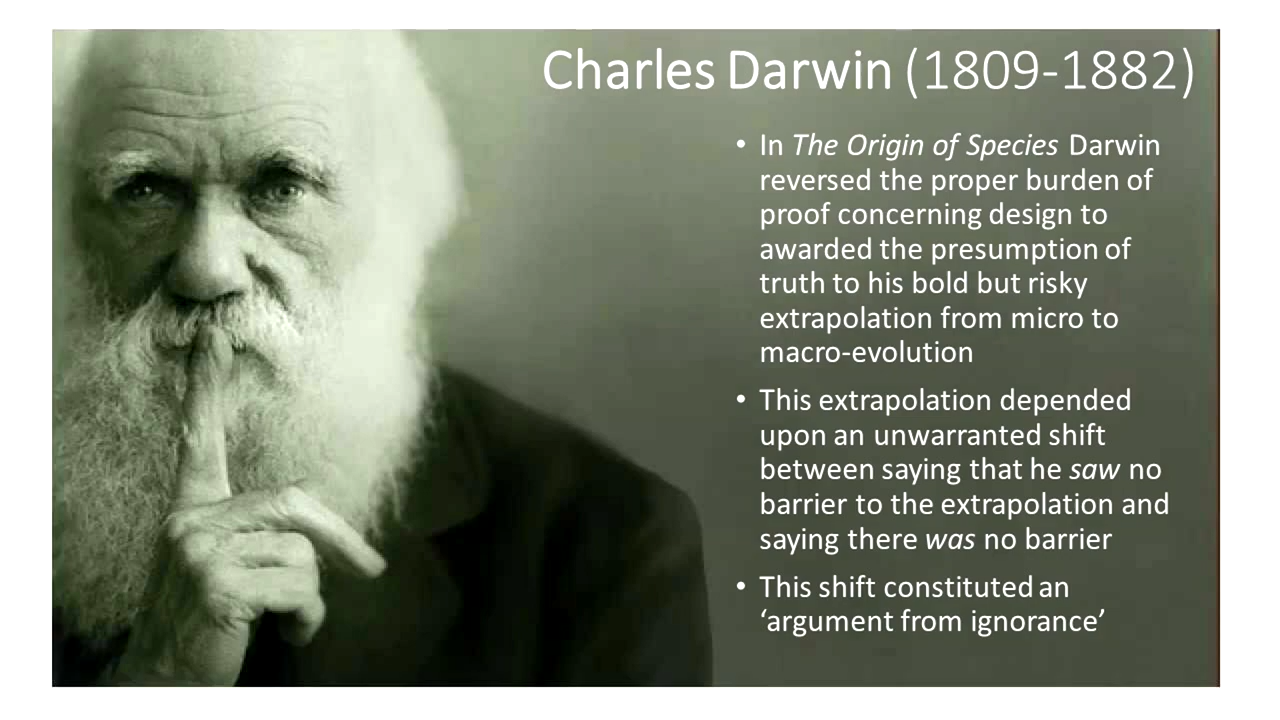 Charles Darwin (1809-1882)
• In The Origin of Species Darwin
reversed the proper burden of
proof concerning design to
awarded the presumption of
truth to his bold but risky
extrapolation from micro to
macro-evolution
• This extrapolation depended
upon an unwarranted shift
between saying that he saw no
barrier to the extrapolation and
saying there was no barrier
• This shift constituted an
‘argument from ignorance’